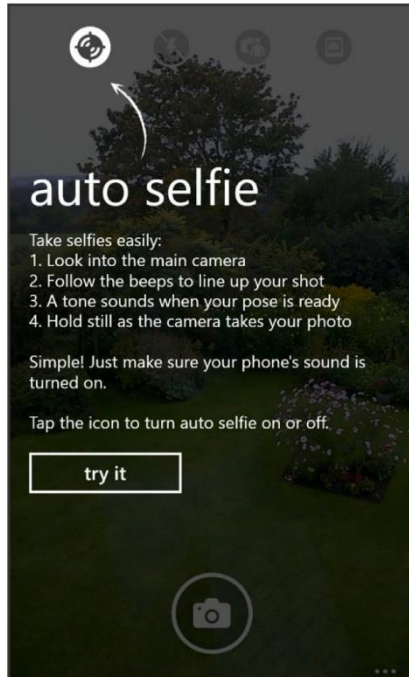 auto selfie
Take selfies easily:
1. Look into the main camera
2. Follow the beeps to line up your shot
3. A tone sounds when your pose is ready
4. Hold still as the camera takes your photo
Simple! Just make sure your phone's sound is
turned on.
Tap the icon to turn auto selfie on or off.
try it